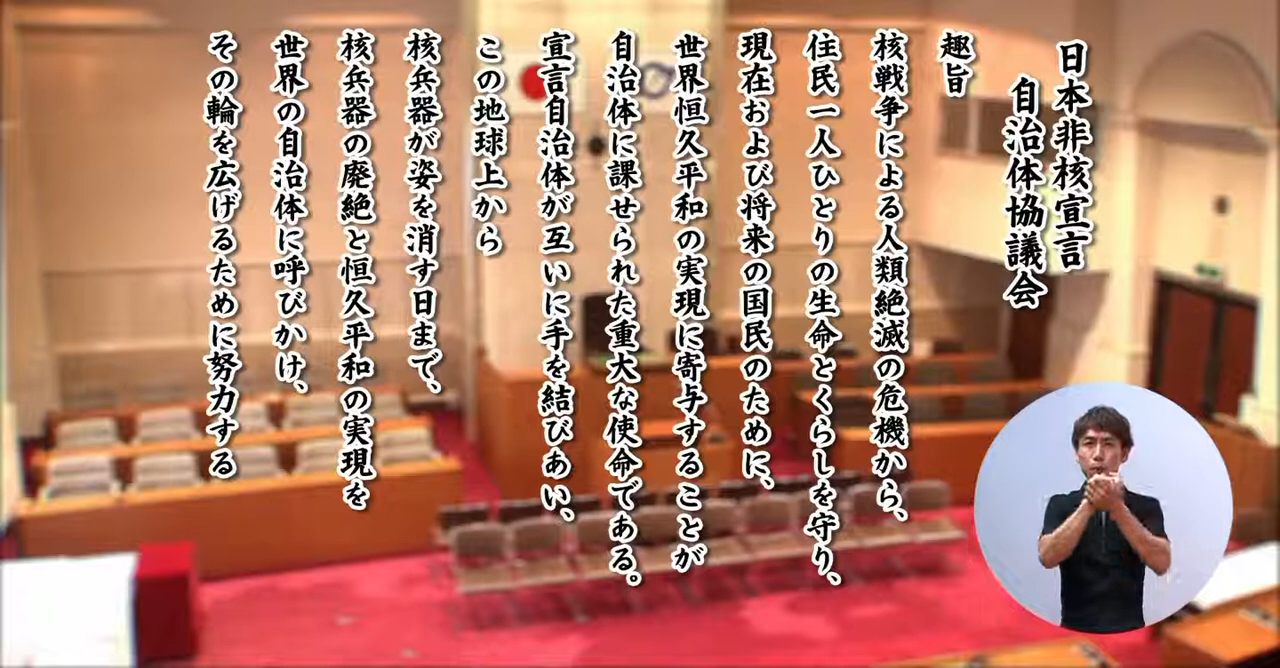 日本非核宣言
自治体協議会
趣旨
核戦争による人類絶滅の危機から、
住民一人ひとりの生命とくらしを守り、
現在および将来の国民のために、
世界恒久平和の実現に寄与することが
自治体に課せられた重大な使命である。
宣言自治体が互いに手を結びあい、
この地球上から
核兵器が姿を消す日まで、
核兵器の廃絶と恒久平和の実現を
世界の自治体に呼びかけ、
その輪を広げるために努力する